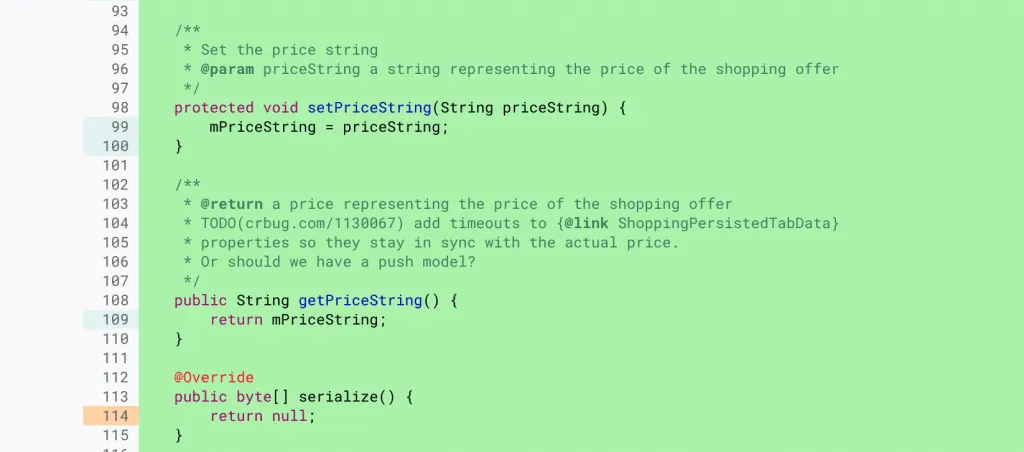 93
94 /**
95 * Set the price string
96 * @param priceString a string representing the price of the shopping offer
97 */
98 protected void setPriceString(String priceString) {
99 mPriceString = priceString;
100 }
101
102 /**
103 * @return a price representing the price of the shopping offer
104 * TODO(crbug.com/1130067) add timeouts to {@link ShoppingPersistedTabData}
105 * properties so they stay in sync with the actual price.
106 * Or should we have a push model?
107 */
108 public String getPriceString() {
109 return mPriceString;
110 }
111
112 @Override
113 public byte[] serialize() {
114 return null;
115 }